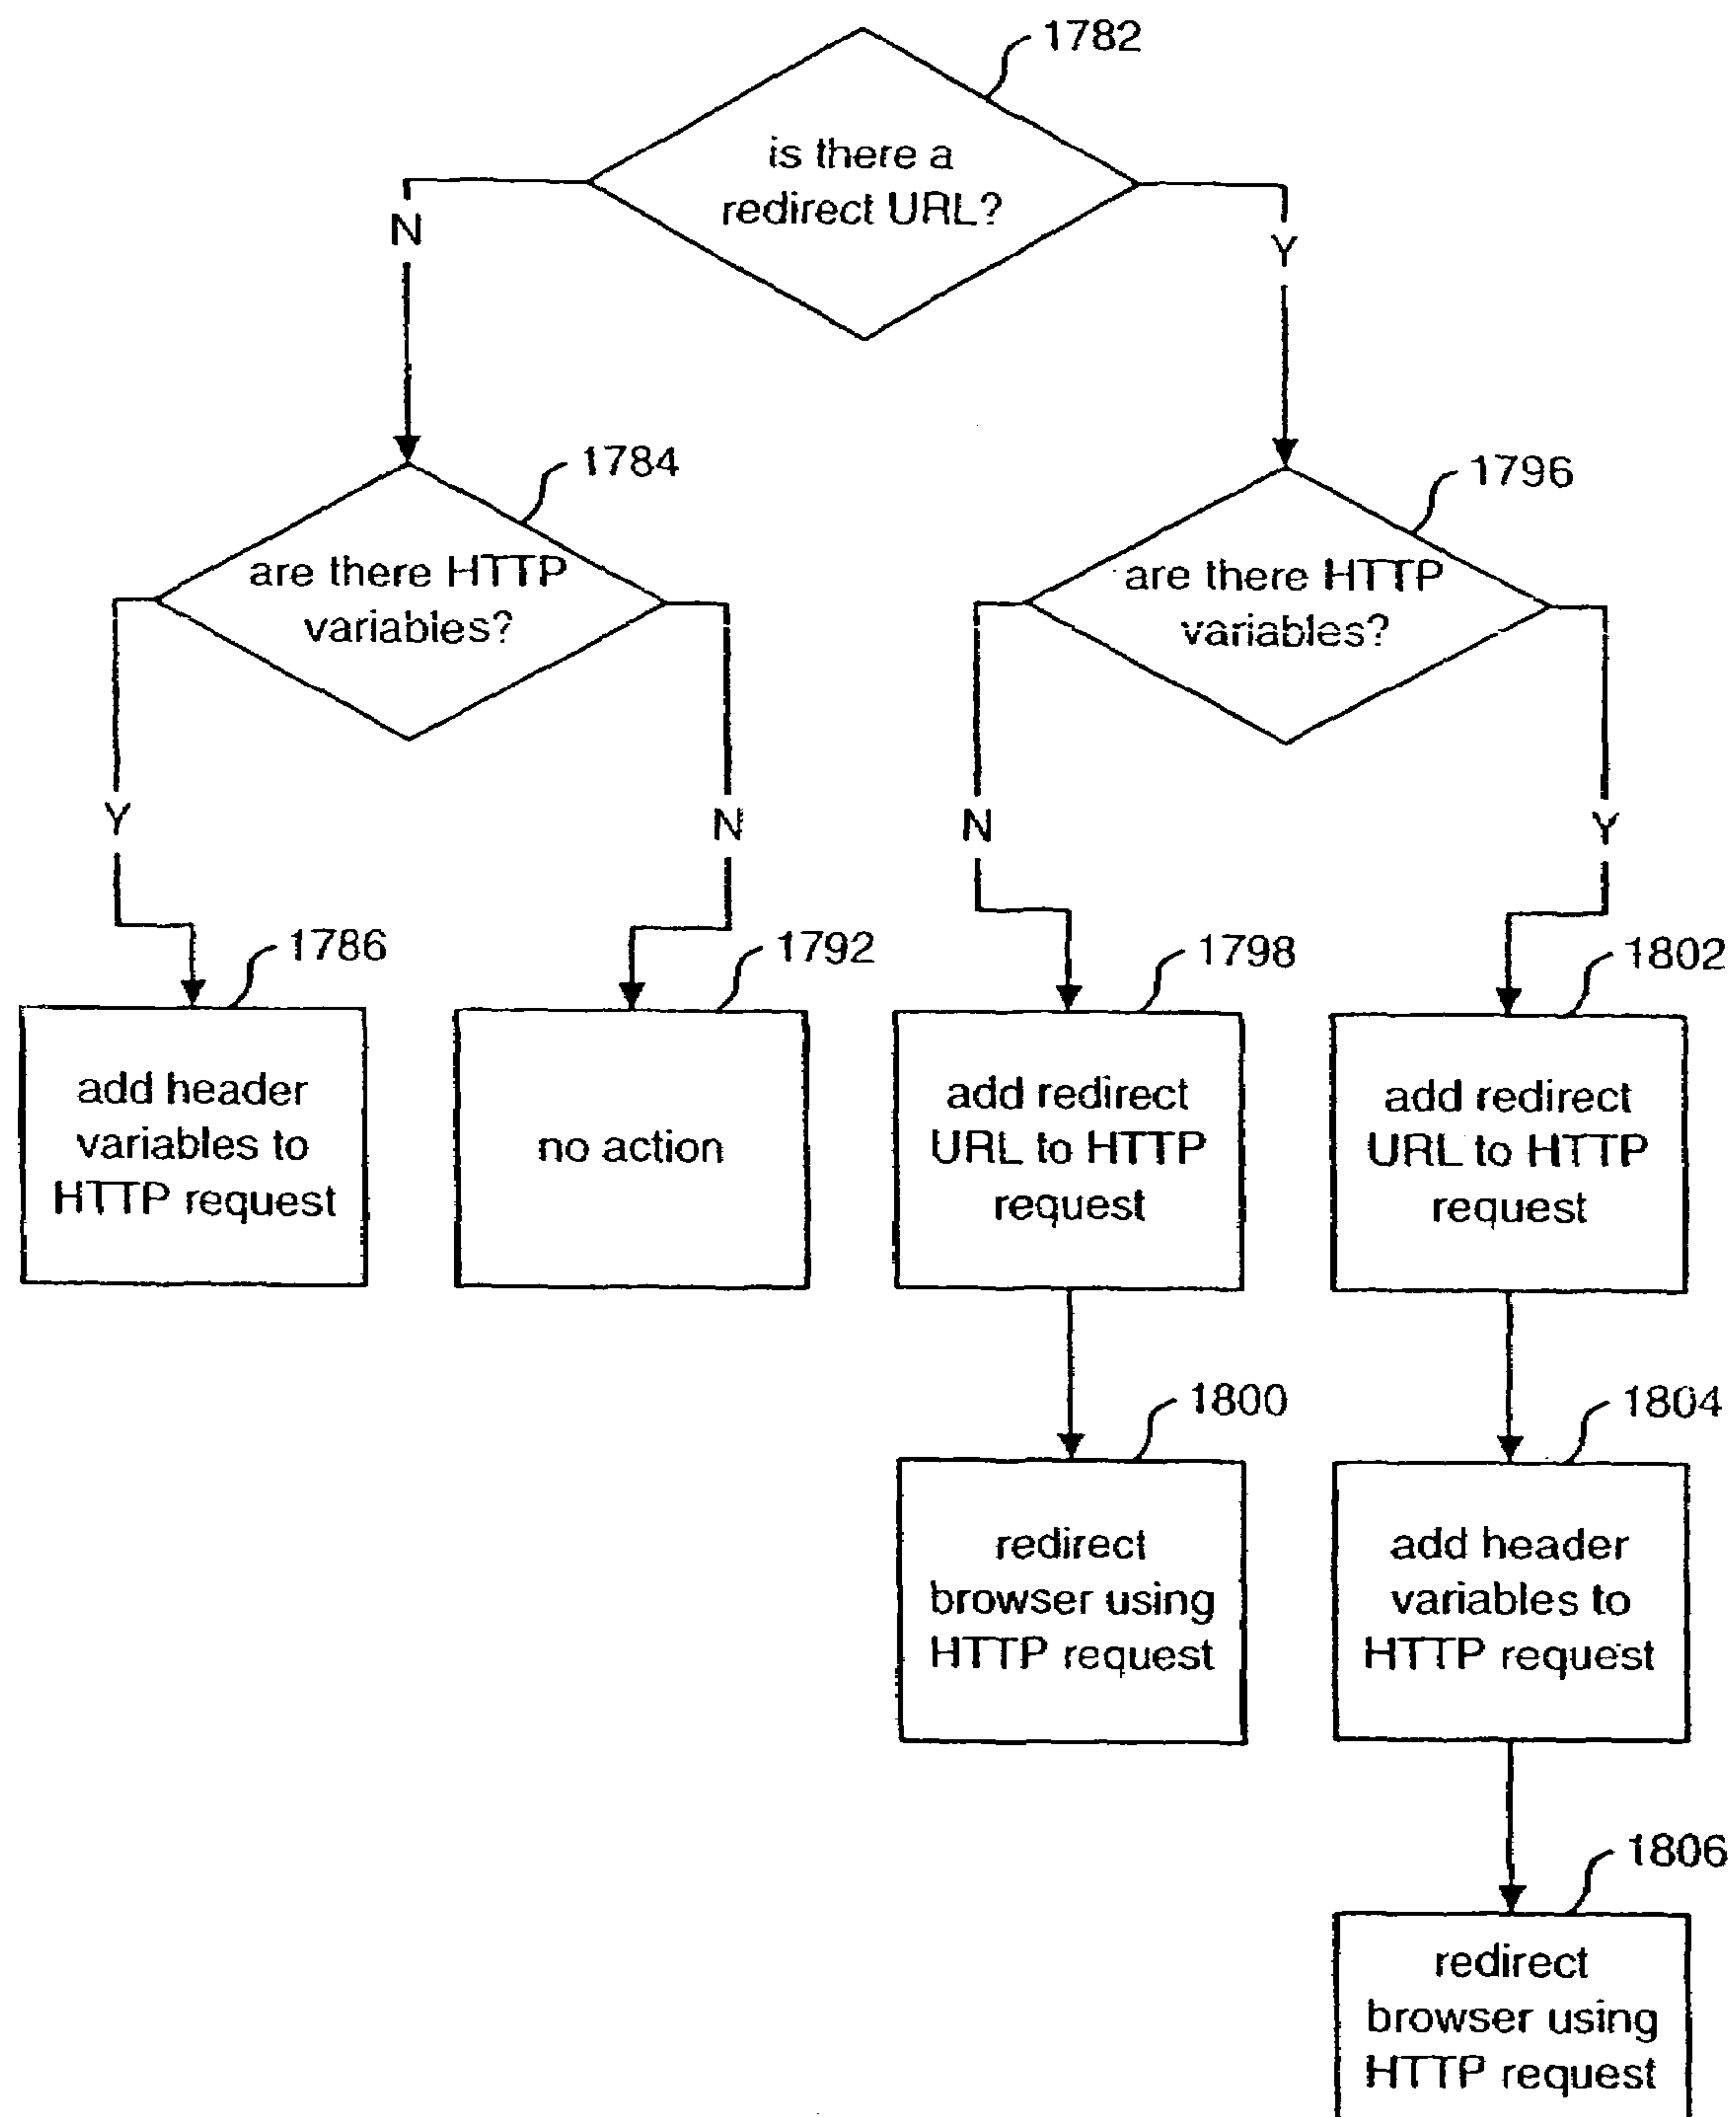 1782
is there a
redirect URL?
N
Y
1784
1796
are there HTTP
variables?
are there HTTP
variables?
Y
N
N
Y
1786
1792
1798
1802
add header
variables to
HTTP request
no action
add redirect
URL to HTTP
request
add redirect
URL to HTTP
request
1800
1804
redirect
browser using
HTTP request
add header
variables to
HTTP request
1806
redirect
browser using
HTTP request